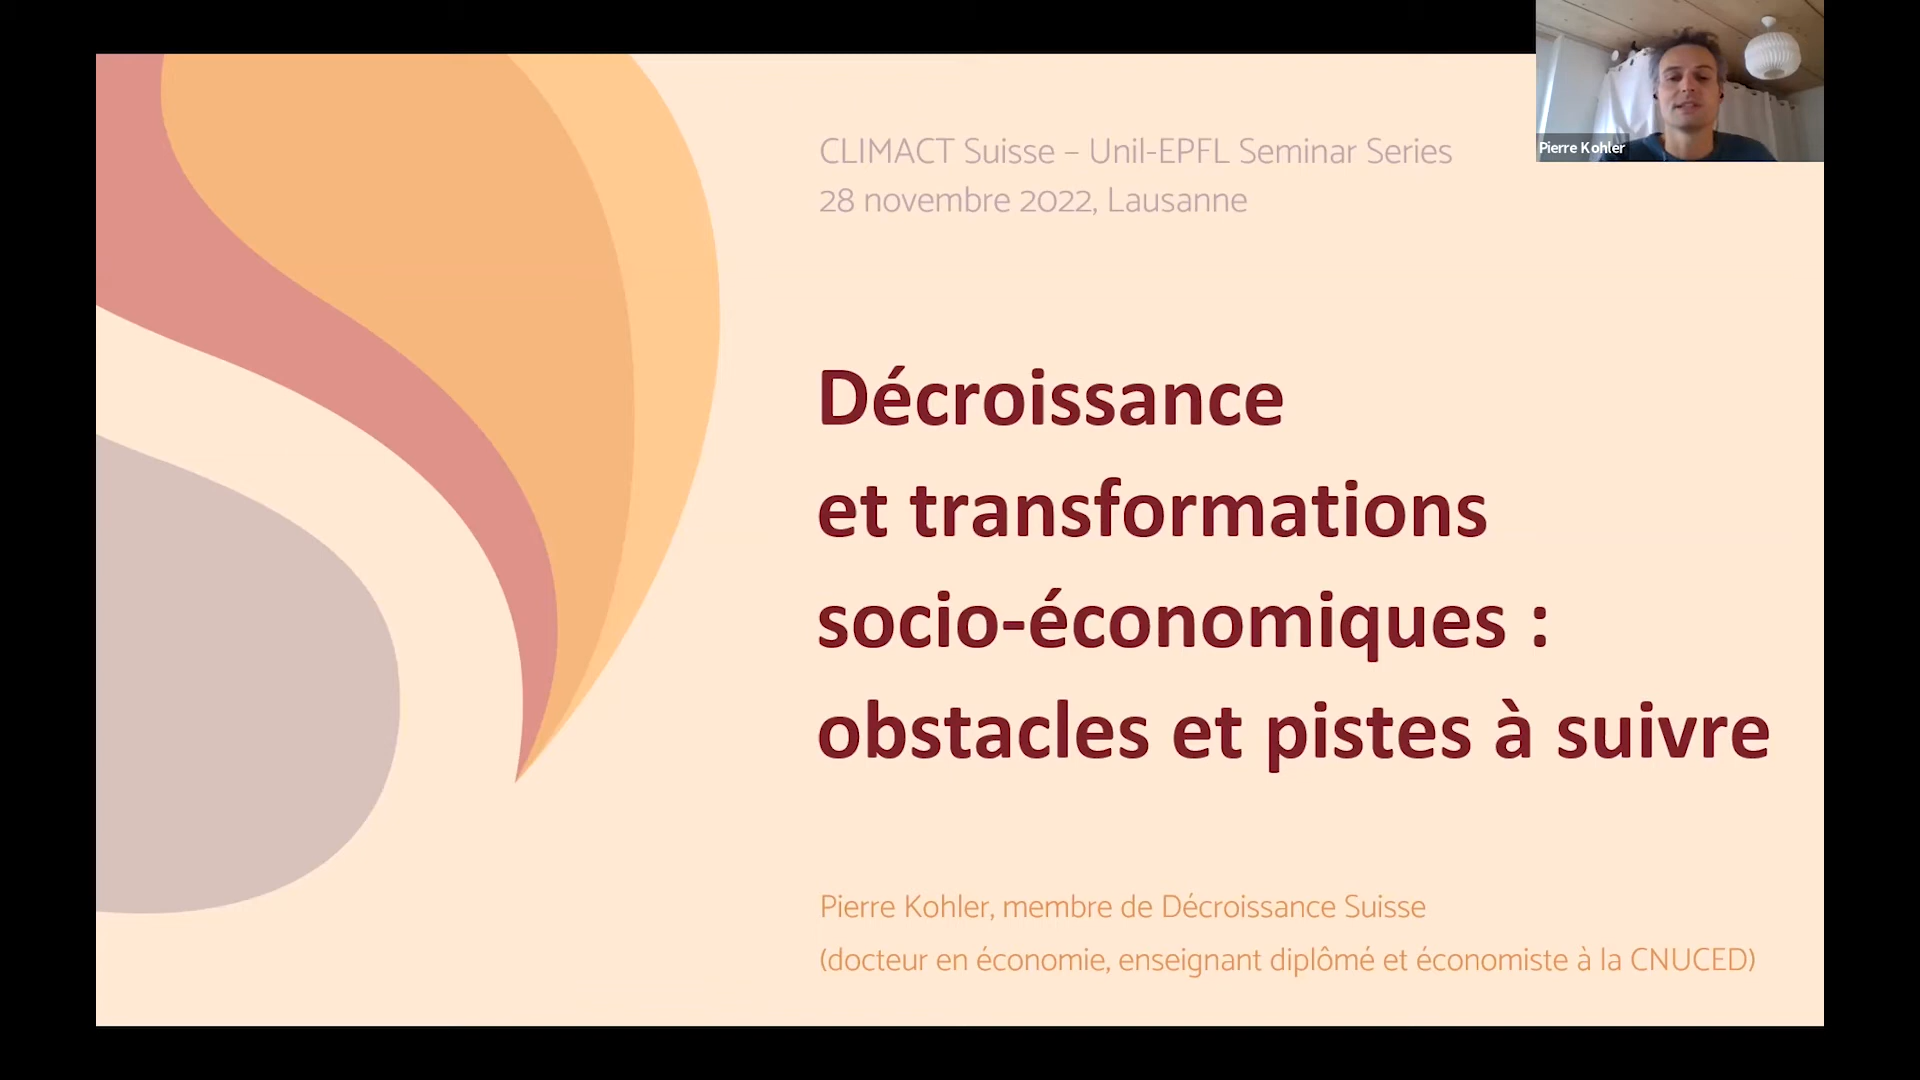 CLIMACT Suisse – Unil-EPFL Seminar Series
28 novembre 2022, Lausanne
Pierre Kohler
Décroissance
et transformations
socio-économiques :
obstacles et pistes à suivre
Pierre Kohler, membre de Décroissance Suisse
(docteur en économie, enseignant diplômé et économiste à la CNUCED)